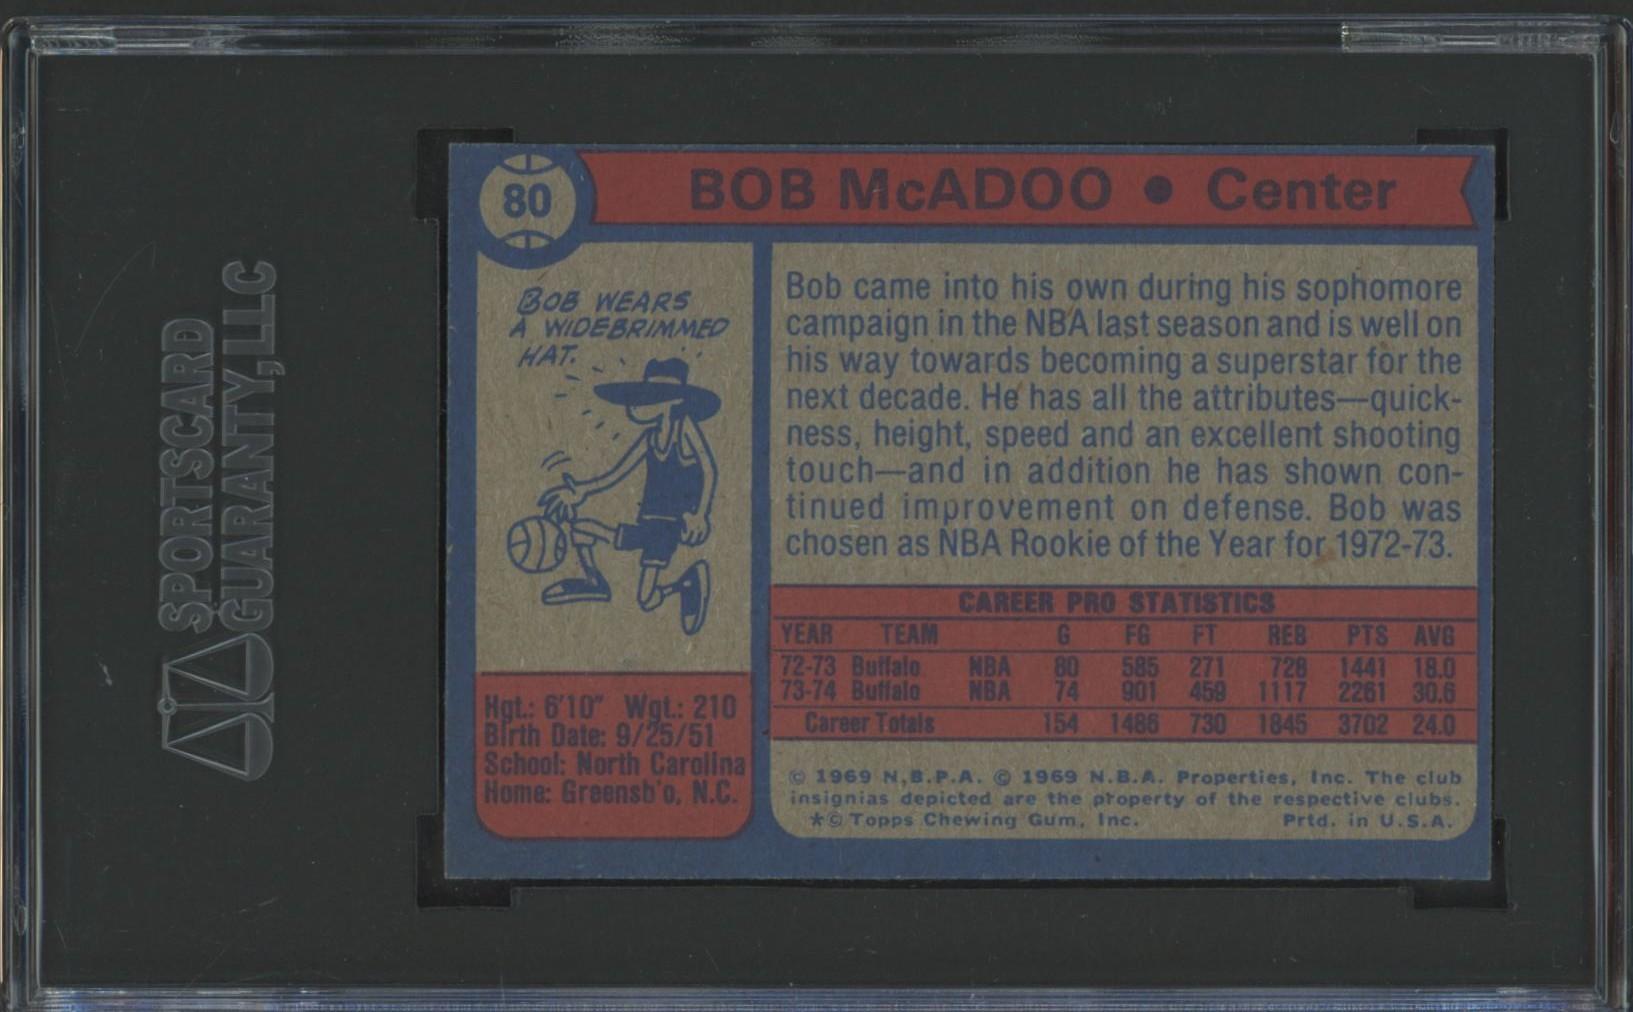 80
BOB McADOO • Center
BOB WEARS
A WIDEBRIMMED
HAT.
Bob came into his own during his sophomore
campaign in the NBA last season and is well on
his way towards becoming a superstar for the
next decade. He has all the attributes—quick-
ness, height, speed and an excellent shooting
touch—and in addition he has shown con-
tinued improvement on defense. Bob was
chosen as NBA Rookie of the Year for 1972-73.
CAREER PRO STATISTICS
YEAR TEAM G FG FT REB PTS AVG
72-73 Buffalo NBA 80 585 271 728 1441 18.0
73-74 Buffalo NBA 74 901 459 1117 2261 30.6
Career Totals 154 1486 730 1845 3702 24.0
Hgt.: 6'10" Wgt.: 210
Birth Date: 9/25/51
School: North Carolina
Home: Greensb'o, N.C.
© 1969 N.B.P.A. © 1969 N.B.A. Properties, Inc. The club
insignias depicted are the property of the respective clubs.
*© Topps Chewing Gum, Inc. Prtd. in U.S.A.
SPORTSCARD
GUARANTY, LLC